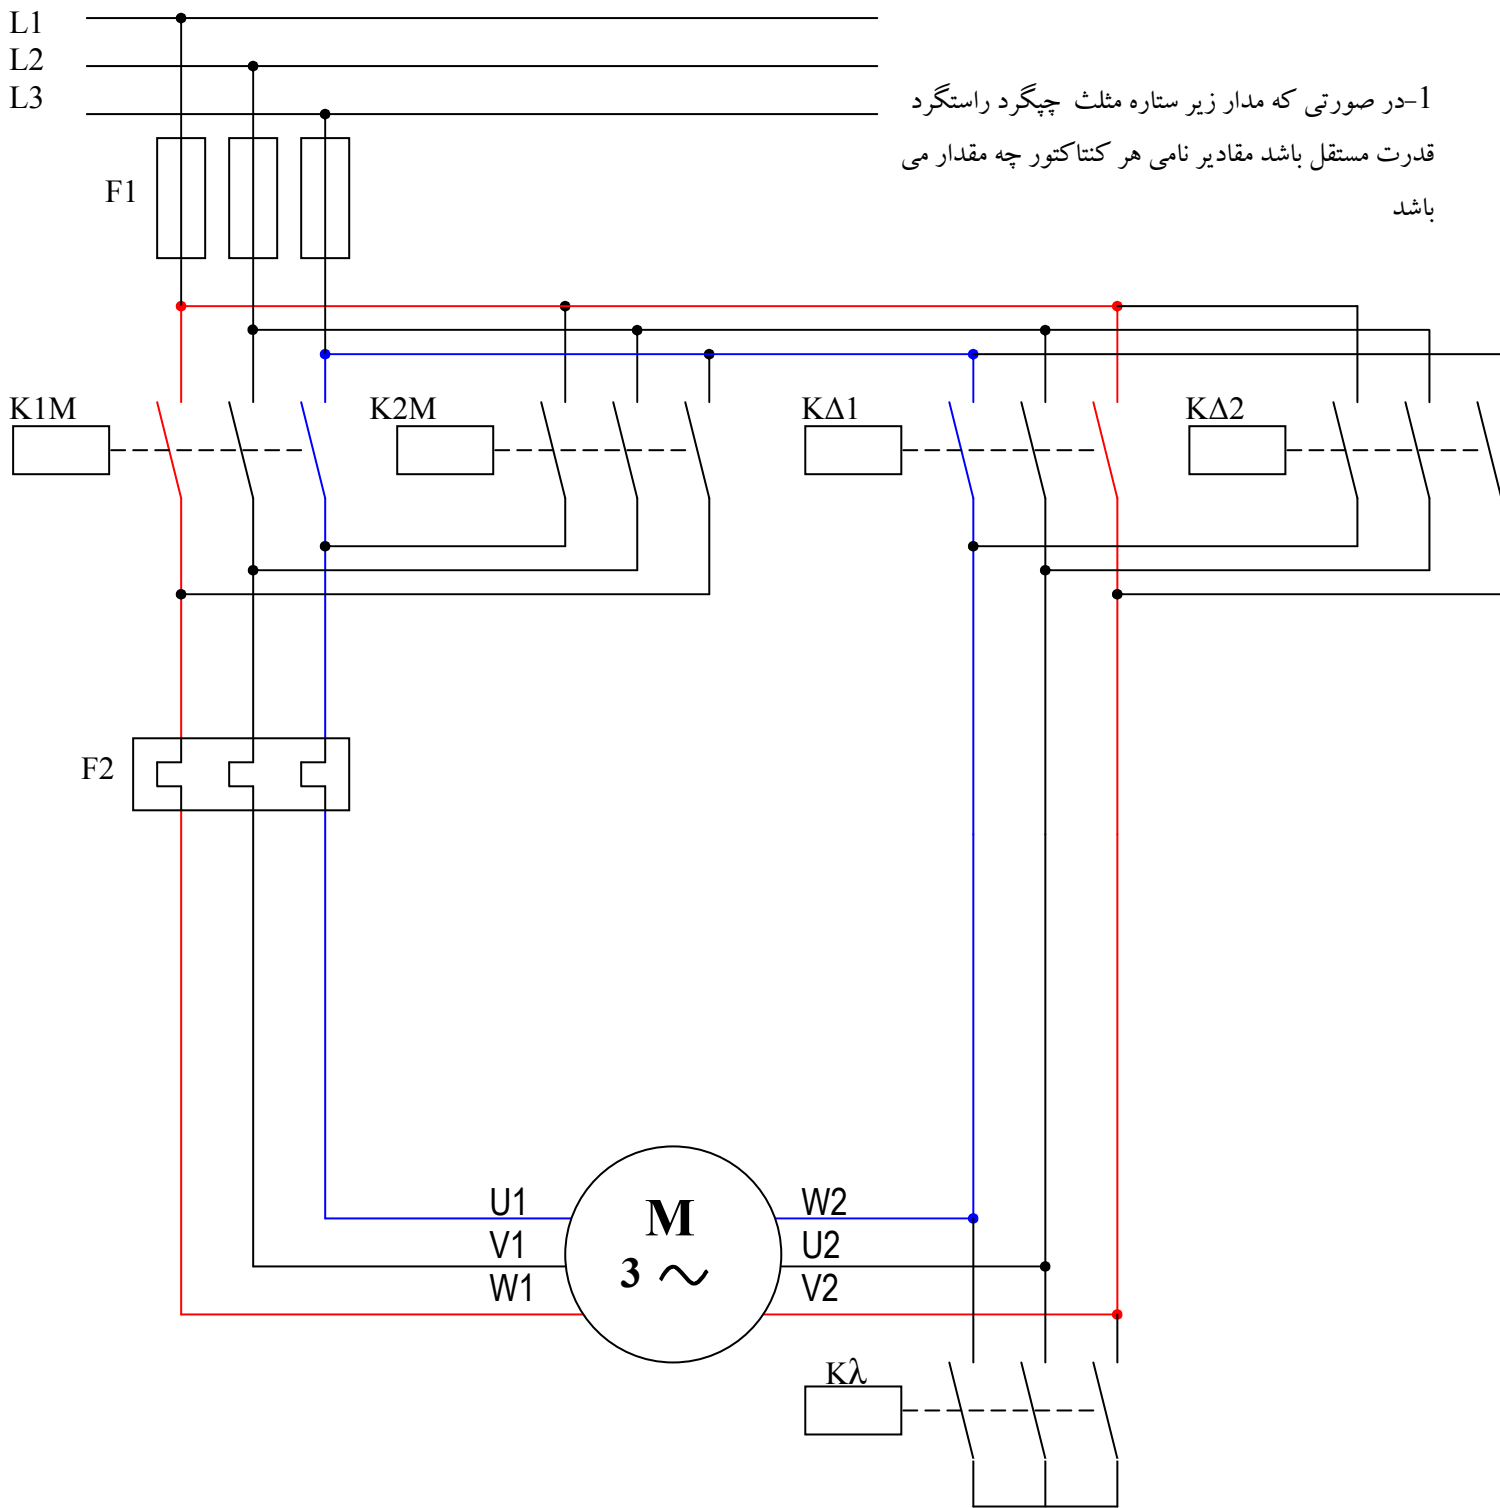 L1
L2
L3
1-در صورتی که مدار زیر ستاره مثلث چپگرد راستگرد
قدرت مستقل باشد مقادیر نامی هر کنتاکتور چه مقدار می
باشد
F1
K1M
K2M
KΔ1
KΔ2
F2
U1
V1
W1
M
3 ~
W2
U2
V2
Kλ